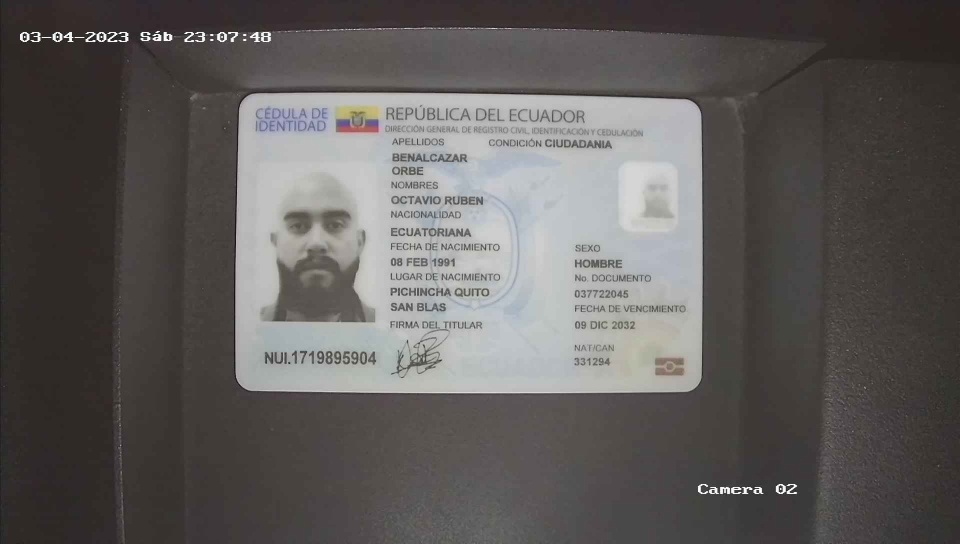 03-04-2023 Sáb 23:07:48
CÉDULA DE
IDENTIDAD
REPÚBLICA DEL ECUADOR
DIRECCIÓN GENERAL DE REGISTRO CIVIL, IDENTIFICACIÓN Y CEDULACIÓN
APELLIDOS
CONDICIÓN CIUDADANIA
BENALCAZAR
ORBE
NOMBRES
OCTAVIO RUBEN
NACIONALIDAD
ECUATORIANA
FECHA DE NACIMIENTO
08 FEB 1991
LUGAR DE NACIMIENTO
PICHINCHA QUITO
SAN BLAS
FIRMA DEL TITULAR
SEXO
HOMBRE
No. DOCUMENTO
037722045
FECHA DE VENCIMIENTO
09 DIC 2032
NAT/CAN
331294
NUI.1719895904
Camera 02